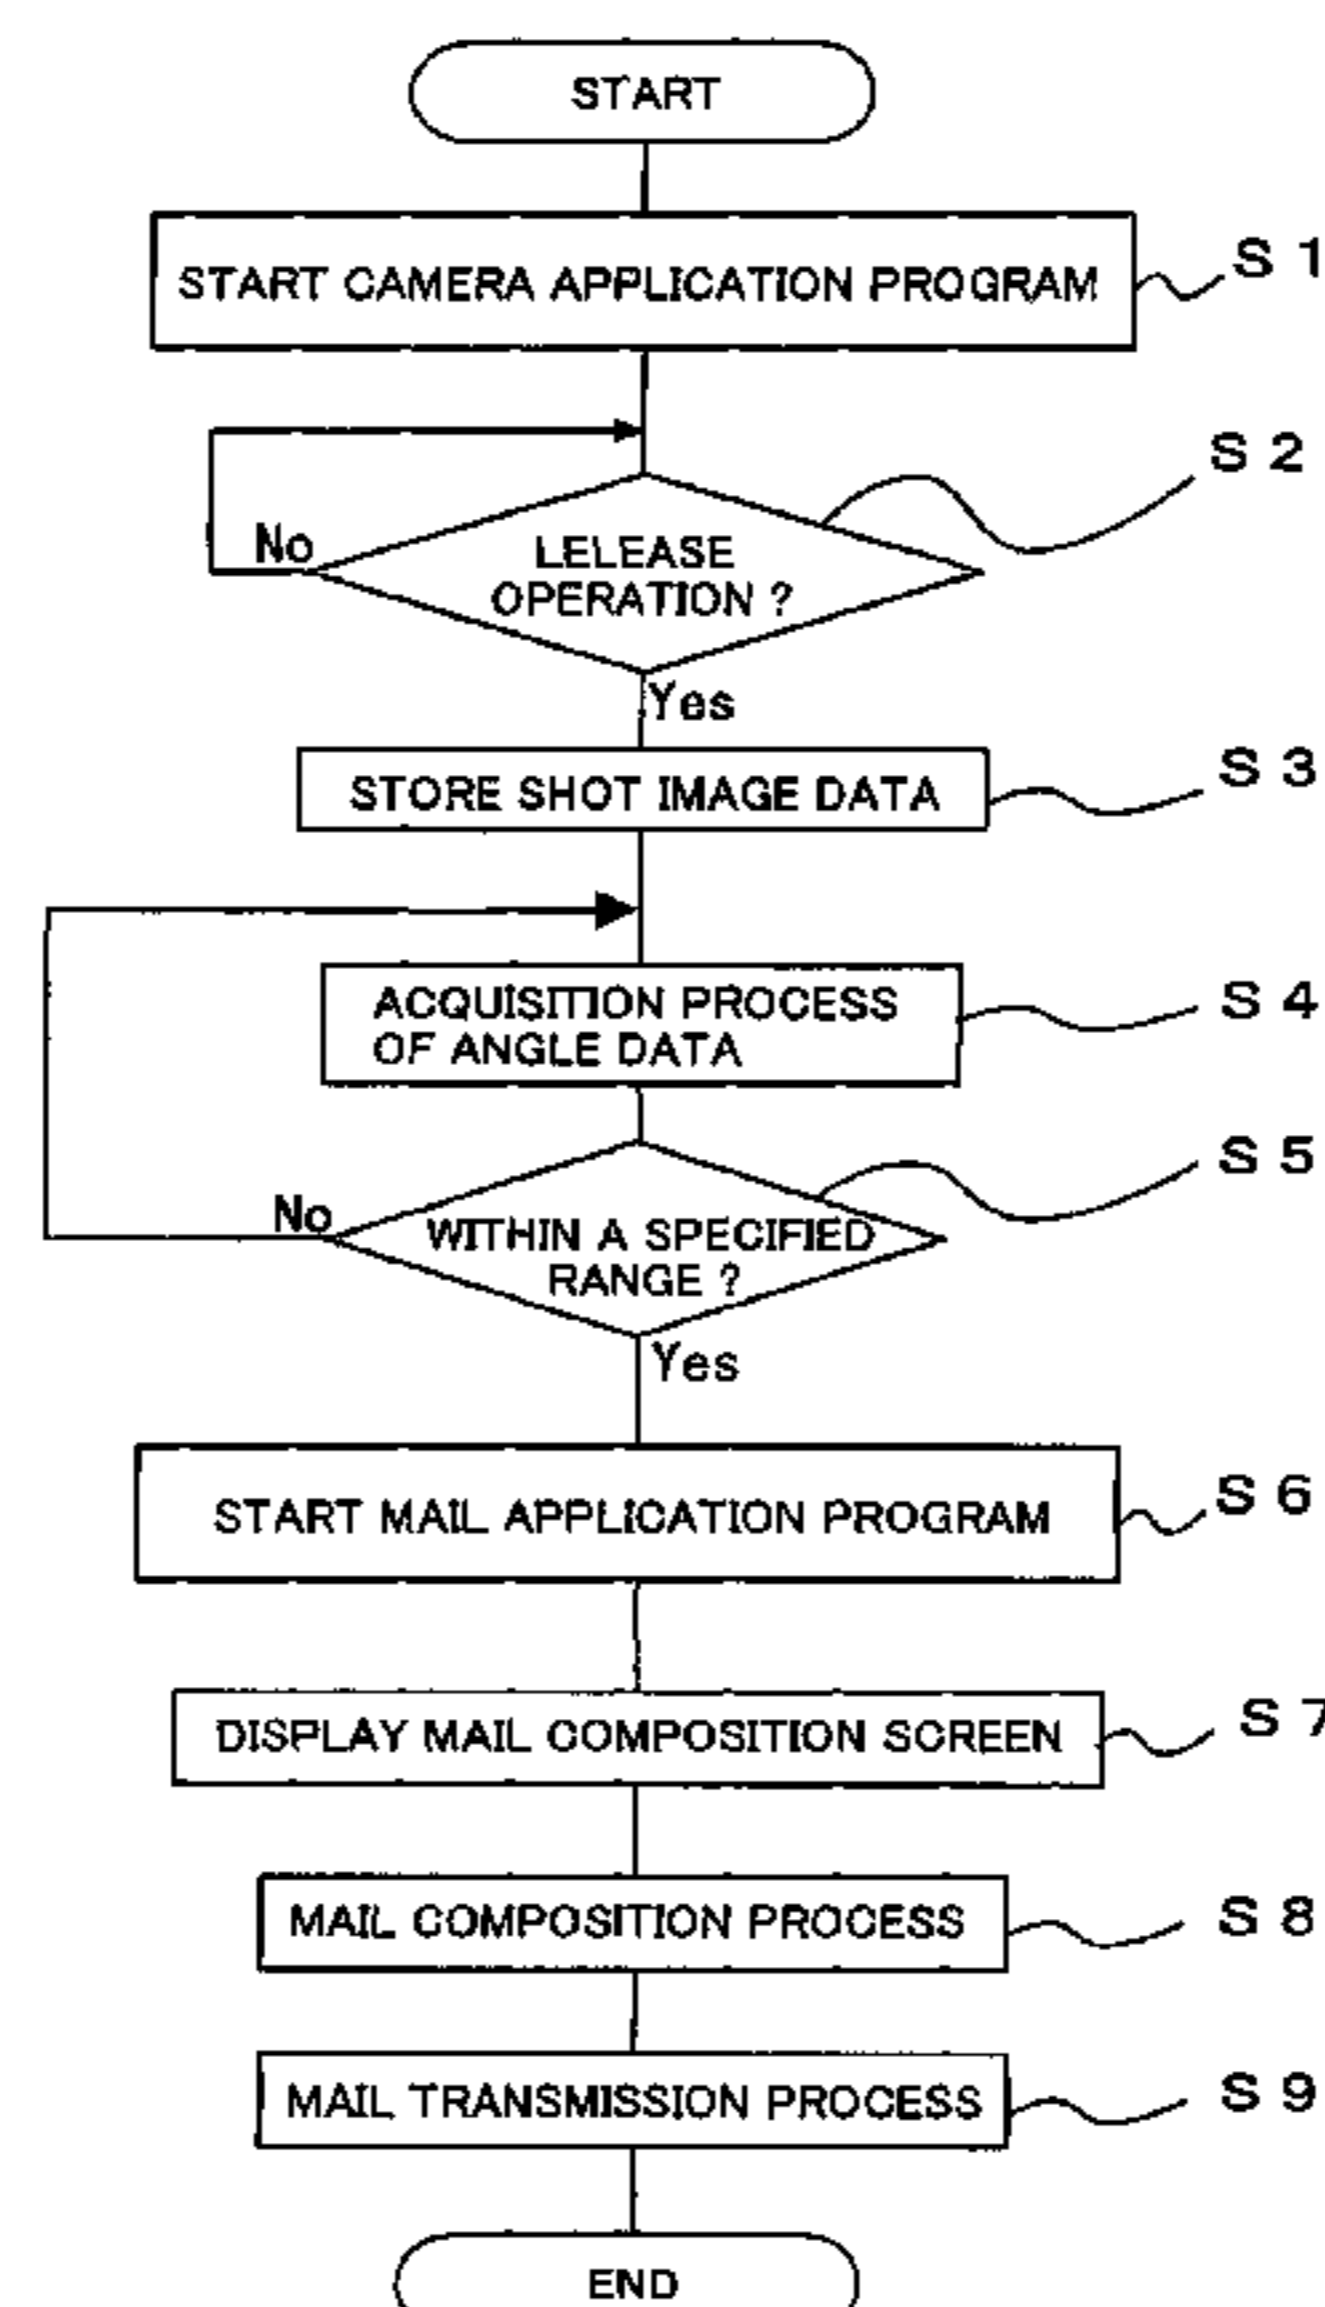 START
START CAMERA APPLICATION PROGRAM
S 1
S 2
No
LELEASE
OPERATION ?
Yes
STORE SHOT IMAGE DATA
S 3
ACQUISITION PROCESS
OF ANGLE DATA
S 4
S 5
No
WITHIN A SPECIFIED
RANGE ?
Yes
START MAIL APPLICATION PROGRAM
S 6
DISPLAY MAIL COMPOSITION SCREEN
S 7
MAIL COMPOSITION PROCESS
S 8
MAIL TRANSMISSION PROCESS
S 9
END